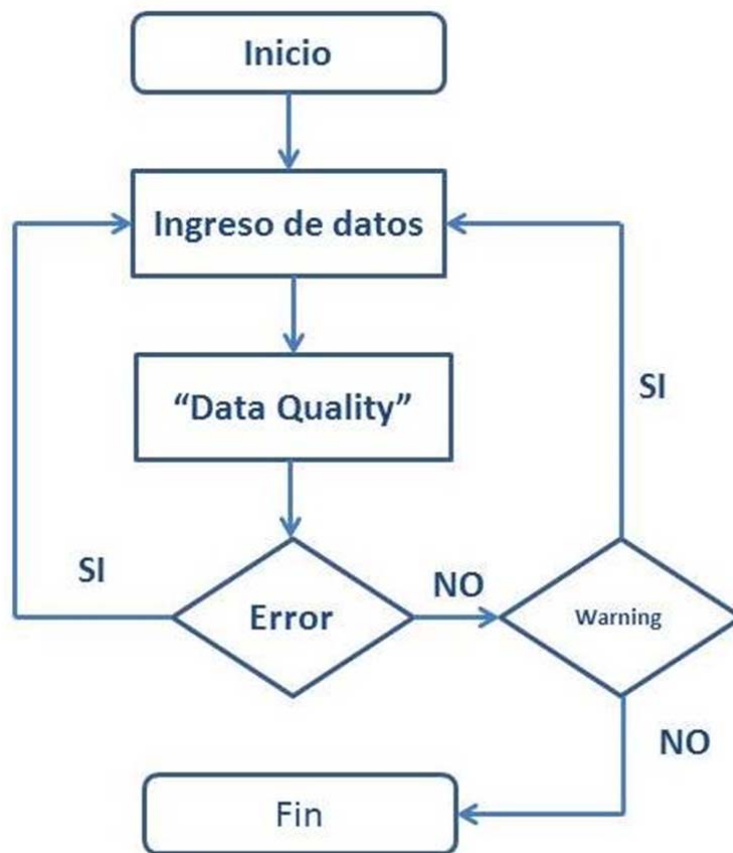 Inicio
Ingreso de datos
“Data Quality”
SI
SI
Error
NO
Warning
NO
Fin